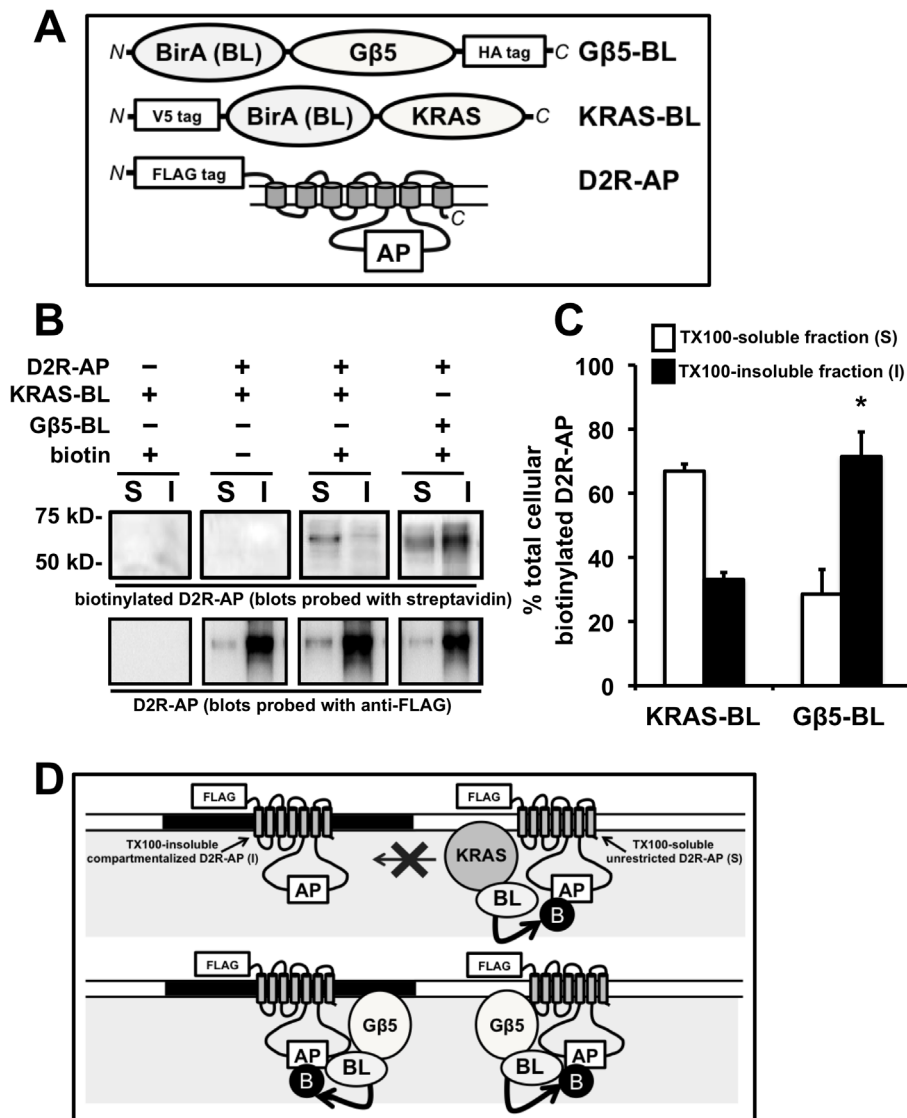 A
N- BirA (BL) Gβ5 HA tag C Gβ5-BL
N- V5 tag BirA (BL) KRAS C KRAS-BL
N- FLAG tag D2R-AP
C
AP
B
D2R-AP – + + +
KRAS-BL + + + –
Gβ5-BL – – – +
biotin + – + +
S I S I S I S I
75 kD-
50 kD-
biotinylated D2R-AP (blots probed with streptavidin)
D2R-AP (blots probed with anti-FLAG)
C
TX100-soluble fraction (S)
TX100-insoluble fraction (I)
% total cellular
biotinylated D2R-AP
100
80
60
40
20
0
*
KRAS-BL Gβ5-BL
D
FLAG FLAG
TX100-insoluble
compartmentalized D2R-AP (I)
KRAS
TX100-soluble
unrestricted D2R-AP (S)
AP BL AP
B
FLAG FLAG
Gβ5 Gβ5
AP BL BL AP
B B